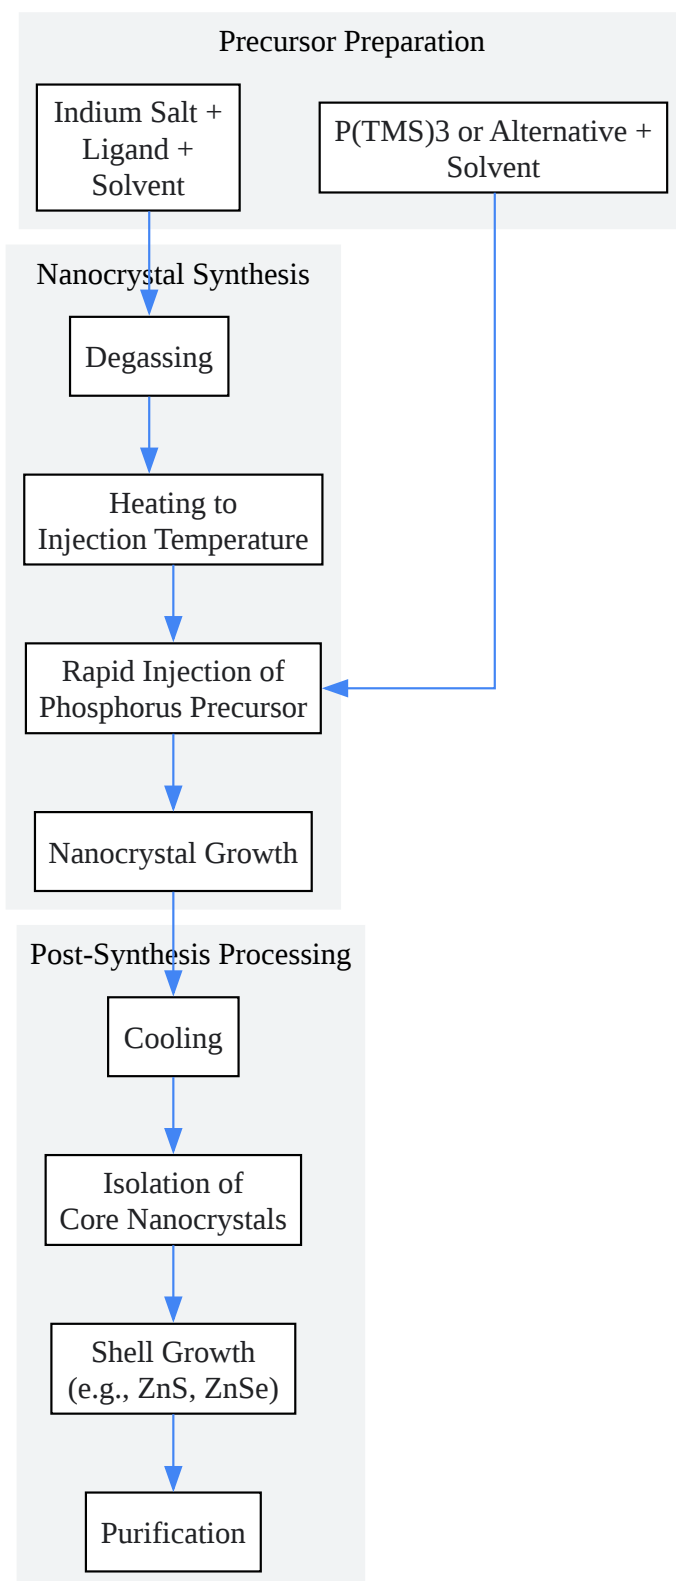 Precursor Preparation
Indium Salt +
Ligand +
Solvent
P(TMS)3 or Alternative +
Solvent
Nanocrystal Synthesis
Degassing
Heating to
Injection Temperature
Rapid Injection of
Phosphorus Precursor
Nanocrystal Growth
Post-Synthesis Processing
Cooling
Isolation of
Core Nanocrystals
Shell Growth
(e.g., ZnS, ZnSe)
Purification